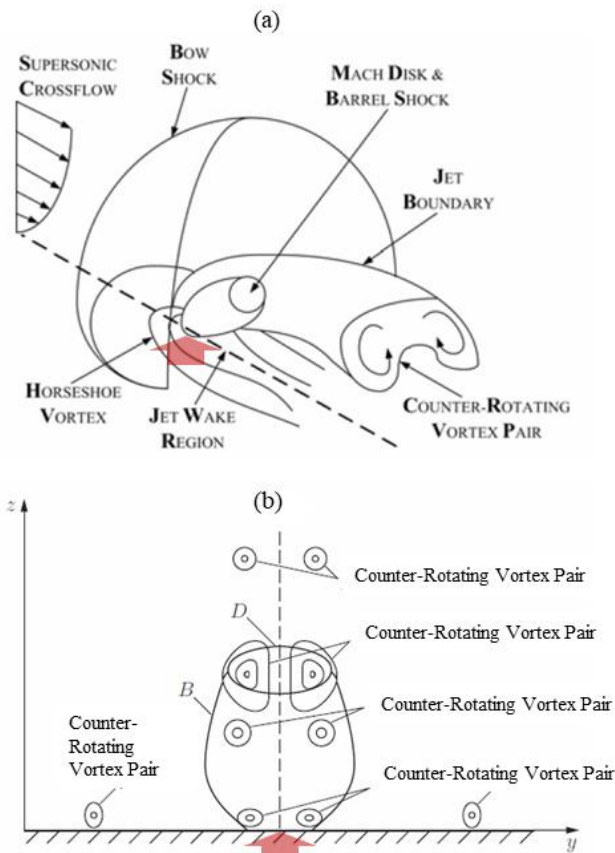 (a)
SUPERSONIC
CROSSFLOW
BOW
SHOCK
MACH DISK &
BARREL SHOCK
JET
BOUNDARY
HORSESHOE
VORTEX
JET WAKE
REGION
COUNTER-ROTATING
VORTEX PAIR
(b)
z
Counter-Rotating Vortex Pair
D
Counter-Rotating Vortex Pair
B
Counter-Rotating Vortex Pair
Counter-
Rotating
Vortex Pair
Counter-Rotating Vortex Pair
y